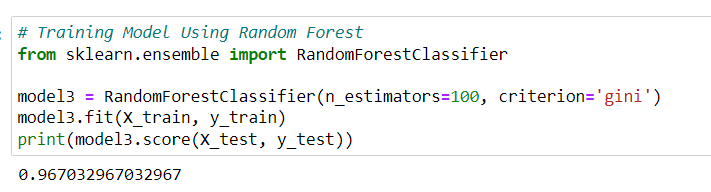 # Training Model Using Random Forest
from sklearn.ensemble import RandomForestClassifier
model3 = RandomForestClassifier(n_estimators=100, criterion='gini')
model3.fit(X_train, y_train)
print(model3.score(X_test, y_test))
0.967032967032967